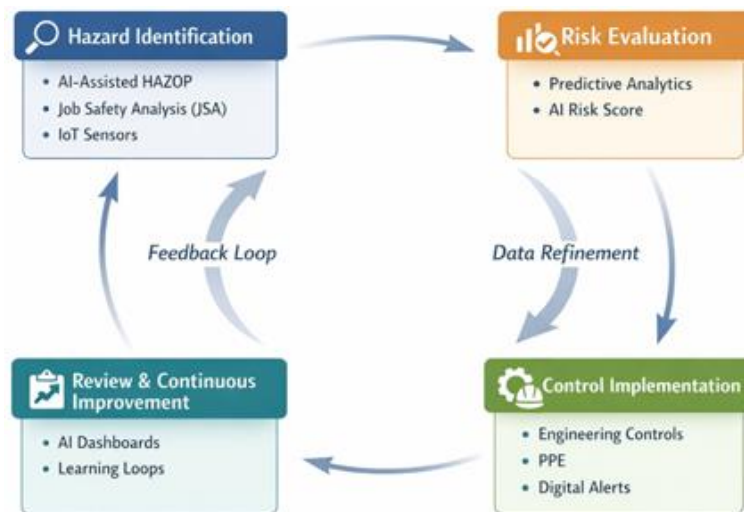 Hazard Identification
• AI-Assisted HAZOP
• Job Safety Analysis (JSA)
• IoT Sensors
Risk Evaluation
• Predictive Analytics
• AI Risk Score
Feedback Loop
Data Refinement
Review & Continuous
Improvement
• AI Dashboards
• Learning Loops
Control Implementation
• Engineering Controls
• PPE
• Digital Alerts